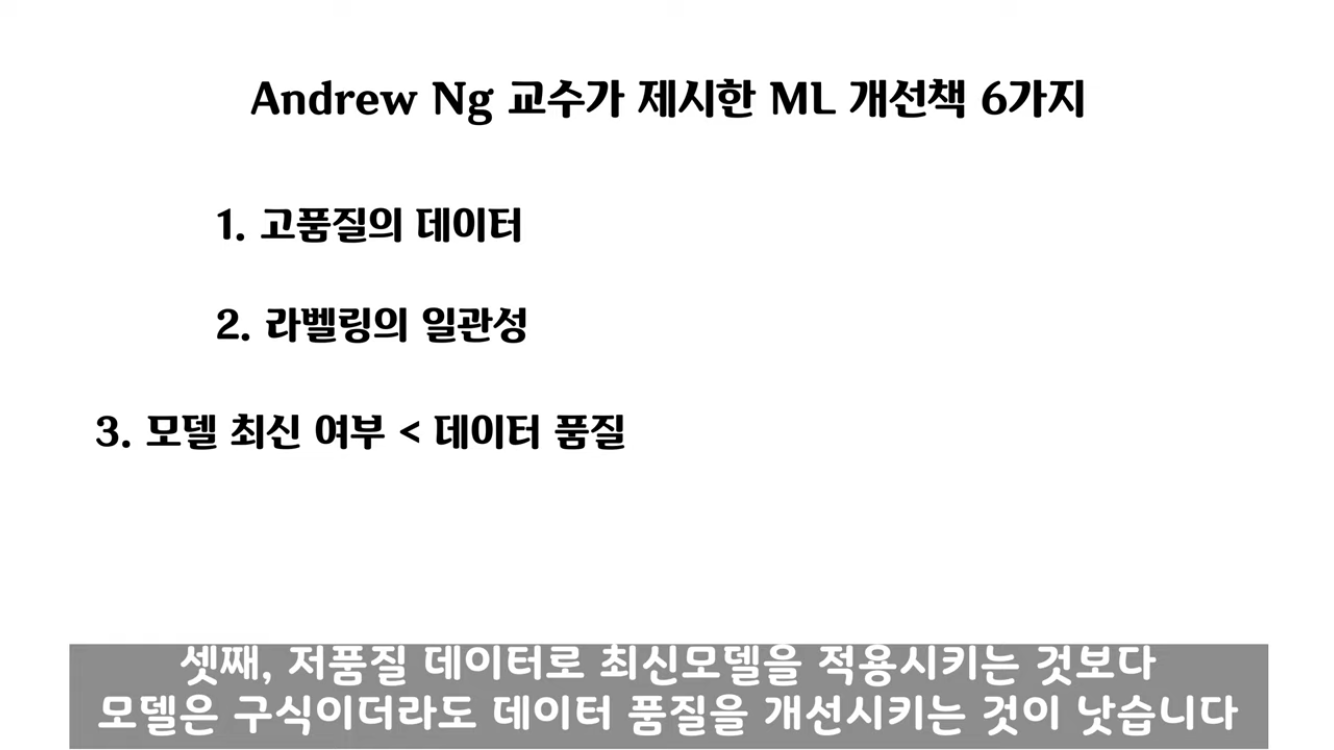 Andrew Ng 교수가 제시한 ML 개선책 6가지
1. 고품질의 데이터
2. 라벨링의 일관성
3. 모델 최신 여부 < 데이터 품질
셋째, 저품질 데이터로 최신모델을 적용시키는 것보다
모델은 구식이더라도 데이터 품질을 개선시키는 것이 낫습니다